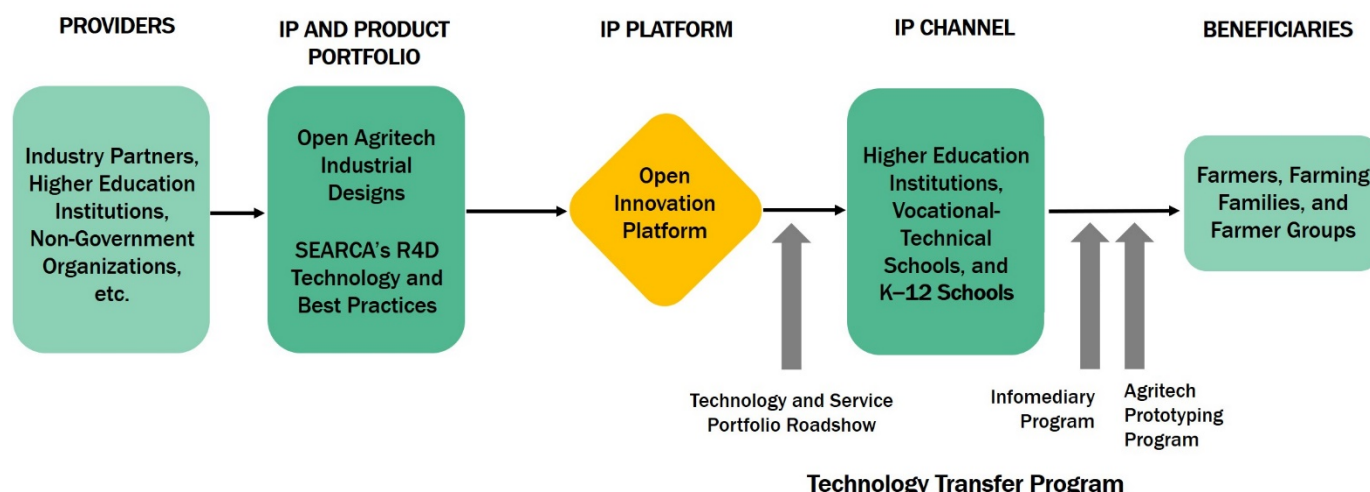 PROVIDERS
IP AND PRODUCT
PORTFOLIO
IP PLATFORM
IP CHANNEL
BENEFICIARIES
Industry Partners,
Higher Education
Institutions,
Non-Government
Organizations,
etc.
Open Agritech
Industrial
Designs
SEARCA’s R4D
Technology and
Best Practices
Open
Innovation
Platform
Higher Education
Institutions,
Vocational-
Technical
Schools, and
K–12 Schools
Farmers, Farming
Families, and
Farmer Groups
Technology and Service
Portfolio Roadshow
Infomediary
Program
Agritech
Prototyping
Program
Technology Transfer Program